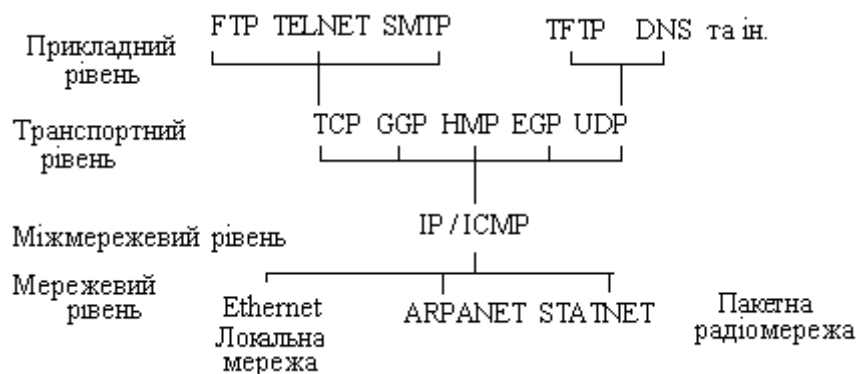 FTP TELNET SMTP TFTP DNS та ін.
Прикладний
рівень
Транспортний
рівень
TCP GGP HMP EGP UDP
Міжмережевий рівень
IP / ICMP
Мережевий
рівень
Ethernet
Локальна
мережа
ARPANET STATNET
Пакетна
радіомережа